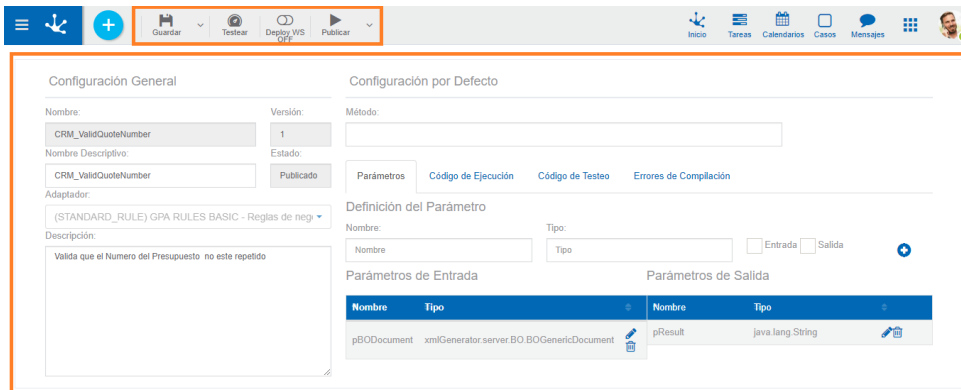 Guardar
Testear
Deploy WS
OFF
Publicar
Inicio
Tareas
Calendarios
Casos
Mensajes
Configuración General
Nombre:
Versión:
CRM_ValidQuoteNumber
1
Nombre Descriptivo:
Estado:
CRM_ValidQuoteNumber
Publicado
Adaptador:
(STANDARD_RULE) GPA RULES BASIC - Reglas de neg
Descripción:
Valida que el Numero del Presupuesto no este repetido
Configuración por Defecto
Método:
Parámetros
Código de Ejecución
Código de Testeo
Errores de Compilación
Definición del Parámetro
Nombre:
Tipo:
Nombre
Tipo
Entrada
Salida
Parámetros de Entrada
Nombre
Tipo
pBODocument
xmlGenerator.server.BO.BOGenericDocument
Parámetros de Salida
Nombre
Tipo
pResult
java.lang.String